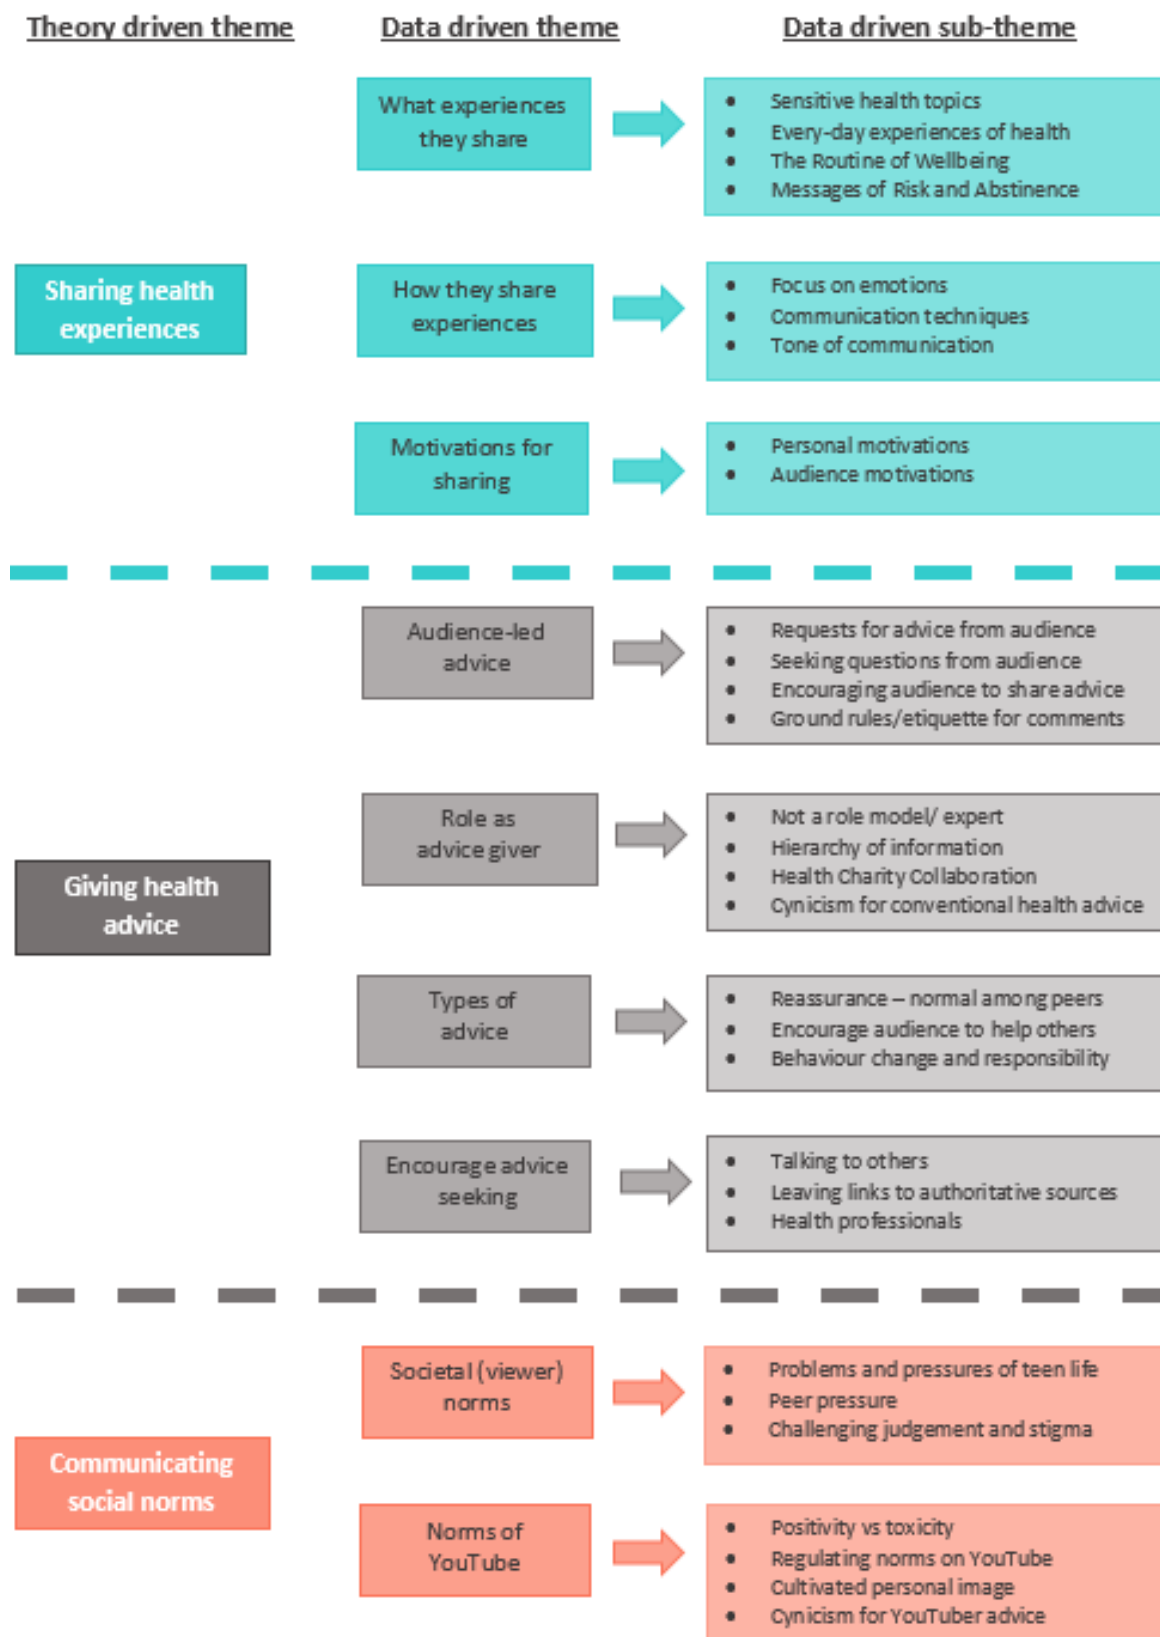 Theory driven theme
Data driven theme
Data driven sub-theme
Sharing health
experiences
What experiences
they share
• Sensitive health topics
• Every-day experiences of health
• The Routine of Wellbeing
• Messages of Risk and Abstinence
How they share
experiences
• Focus on emotions
• Communication techniques
• Tone of communication
Motivations for
sharing
• Personal motivations
• Audience motivations
Giving health
advice
Audience-led
advice
• Requests for advice from audience
• Seeking questions from audience
• Encouraging audience to share advice
• Ground rules/etiquette for comments
Role as
advice giver
• Not a role model/ expert
• Hierarchy of information
• Health Charity Collaboration
• Cynicism for conventional health advice
Types of
advice
• Reassurance – normal among peers
• Encourage audience to help others
• Behaviour change and responsibility
Encourage advice
seeking
• Talking to others
• Leaving links to authoritative sources
• Health professionals
Communicating
social norms
Societal (viewer)
norms
• Problems and pressures of teen life
• Peer pressure
• Challenging judgement and stigma
Norms of
YouTube
• Positivity vs toxicity
• Regulating norms on YouTube
• Cultivated personal image
• Cynicism for YouTuber advice